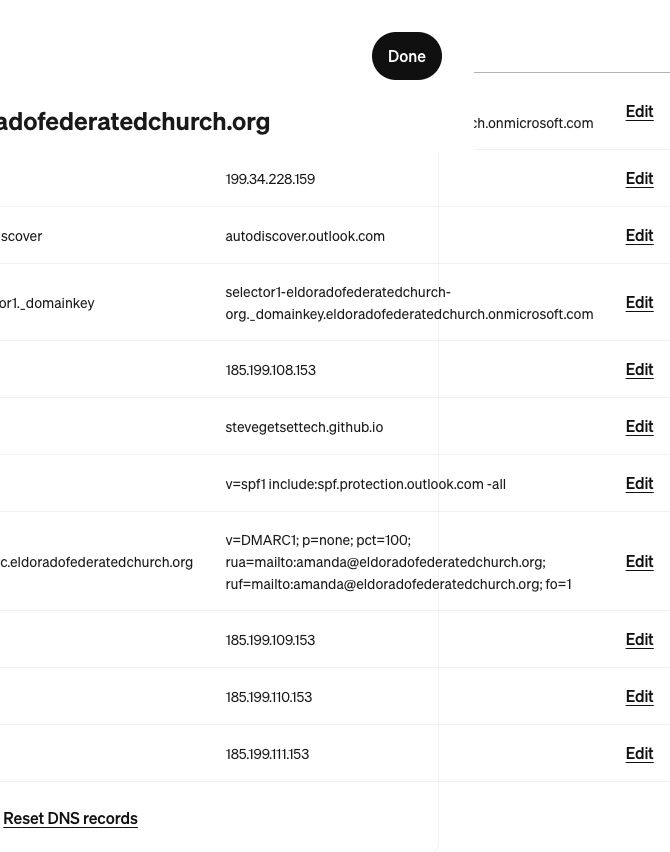 Done
adofederatedchurch.org
ch.onmicrosoft.com
Edit
199.34.228.159
Edit
scover
autodiscover.outlook.com
Edit
or1._domainkey
selector1-eldoradofederatedchurch-
org._domainkey.eldoradofederatedchurch.onmicrosoft.com
Edit
185.199.108.153
Edit
stevegetsettech.github.io
Edit
v=spf1 include:spf.protection.outlook.com -all
Edit
c.eldoradofederatedchurch.org
v=DMARC1; p=none; pct=100;
rua=mailto:amanda@eldoradofederatedchurch.org;
ruf=mailto:amanda@eldoradofederatedchurch.org; fo=1
Edit
185.199.109.153
Edit
185.199.110.153
Edit
185.199.111.153
Edit
Reset DNS records